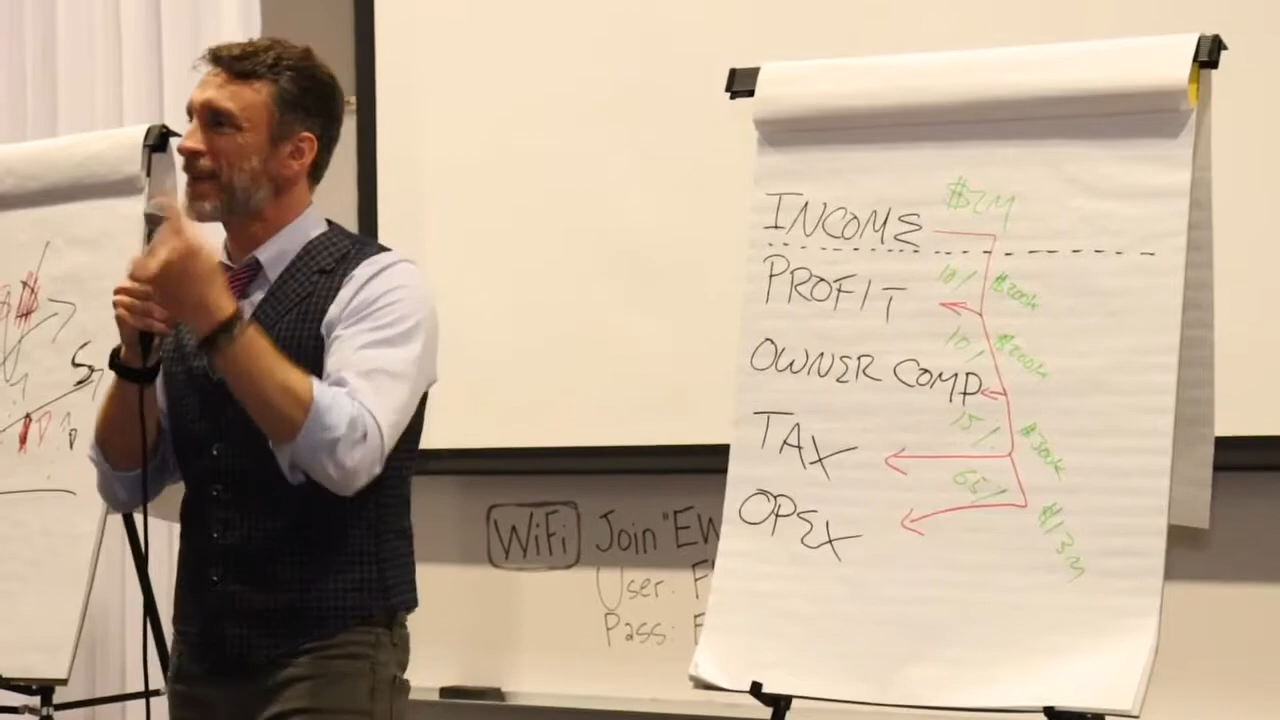 $2M
INCOME
10% $200k
PROFIT
10% $200k
OWNER COMP
15% $300k
TAX
65% $1.3M
OPEX
WiFi Join "EW
User: F
Pass: F